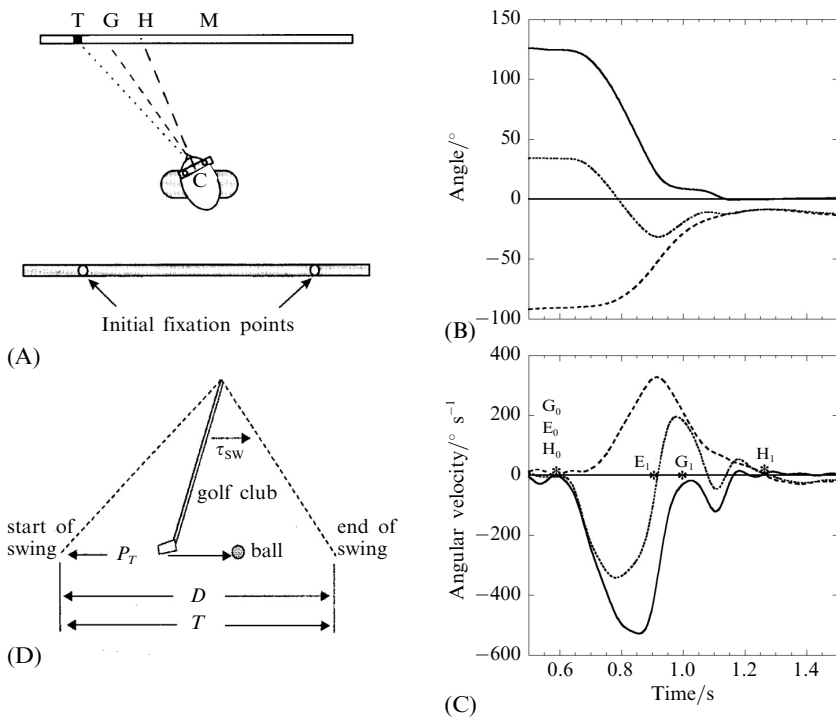 T G H M
C
Initial fixation points
(A)
150
100
50
0
−50
−100
Angle/°
(B)
400
200
0
−200
−400
−600
Angular velocity/° s⁻¹
G₀
E₀
H₀
E₁
G₁
H₁
0.6 0.8 1.0 1.2 1.4
Time/s
(C)
τSW
golf club
start of
swing
end of
swing
P_T
ball
D
T
(D)